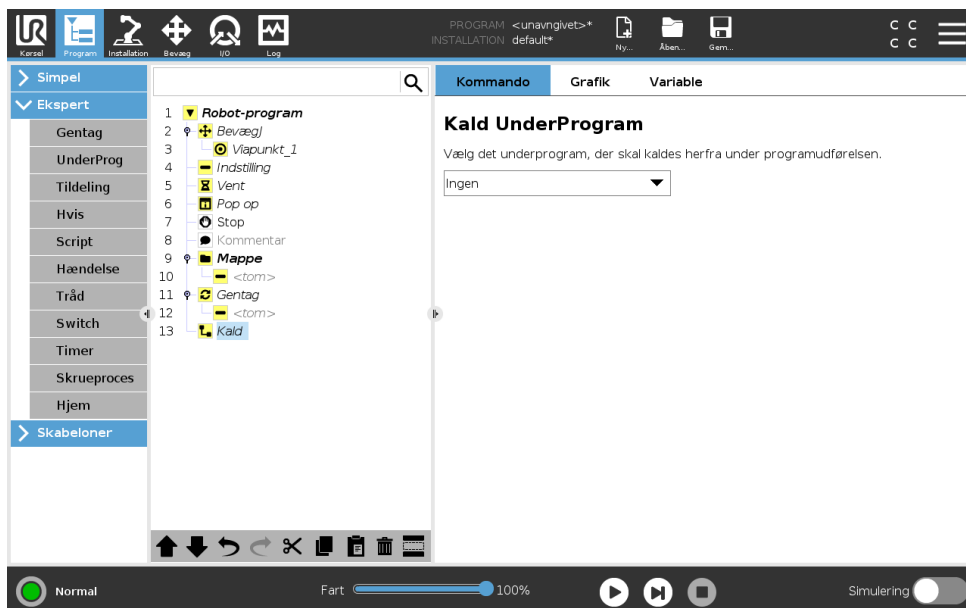 UR
PROGRAM <unavngivet>*
INSTALLATION default*
Kørsel Program Installation Bevæg I/O Log Ny... Åben... Gem...
C C
C C
Simpel
Ekspert
Gentag
UnderProg
Tildeling
Hvis
Script
Hændelse
Tråd
Switch
Timer
Skrueproces
Hjem
Skabeloner
1 Robot-program
2 BevægJ
3 Viapunkt_1
4 Indstilling
5 Vent
6 Pop op
7 Stop
8 Kommentar
9 Mappe
10 <tom>
11 Gentag
12 <tom>
13 Kald
Kommando Grafik Variable
Kald UnderProgram
Vælg det underprogram, der skal kaldes herfra under programudførelsen.
Ingen
Normal Fart 100% Simulering